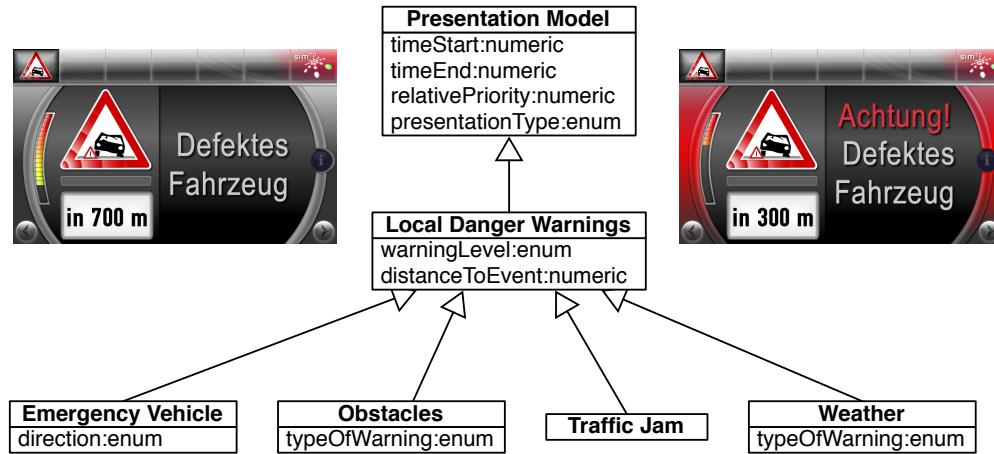 Presentation Model
timeStart:numeric
timeEnd:numeric
relativePriority:numeric
presentationType:enum
simTD
Defektes
Fahrzeug
in 700 m
i
simTD
Achtung!
Defektes
Fahrzeug
in 300 m
i
Local Danger Warnings
warningLevel:enum
distanceToEvent:numeric
Emergency Vehicle
direction:enum
Obstacles
typeOfWarning:enum
Traffic Jam
Weather
typeOfWarning:enum